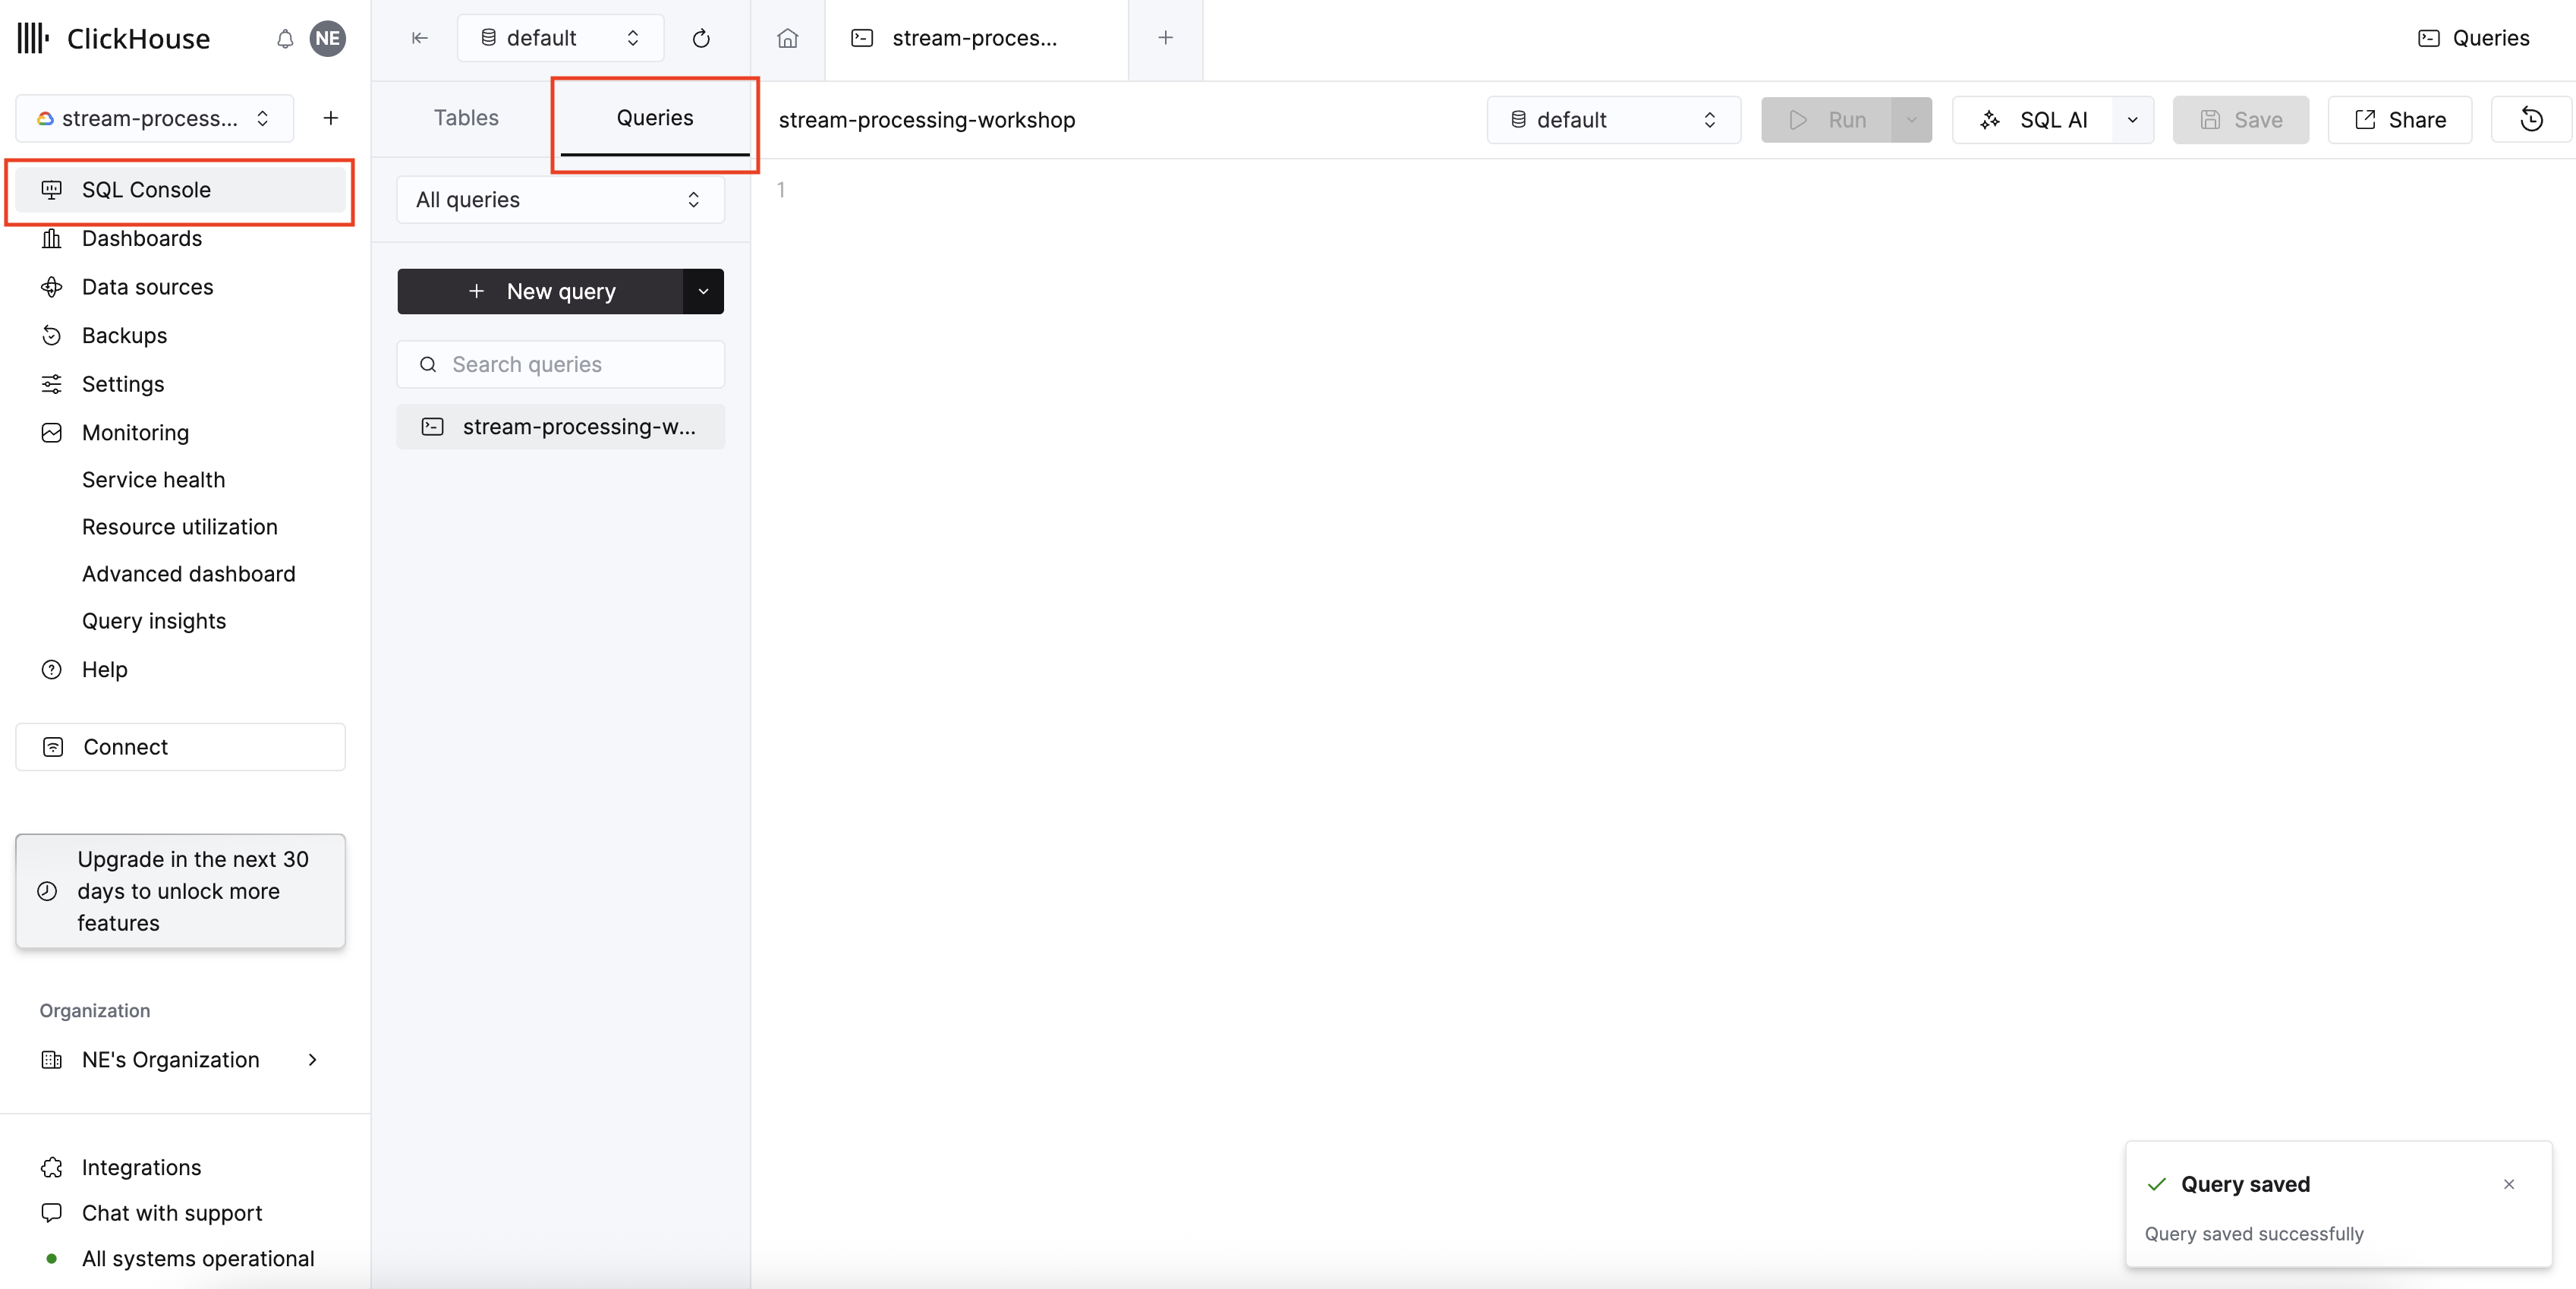 ClickHouse
NE
stream-process...
SQL Console
Dashboards
Data sources
Backups
Settings
Monitoring
Service health
Resource utilization
Advanced dashboard
Query insights
Help
Connect
Upgrade in the next 30
days to unlock more
features
Organization
NE's Organization
Integrations
Chat with support
All systems operational
default
Tables
Queries
All queries
New query
Search queries
stream-processing-w...
stream-proces...
Queries
stream-processing-workshop
default
Run
SQL AI
Save
Share
1
Query saved
Query saved successfully